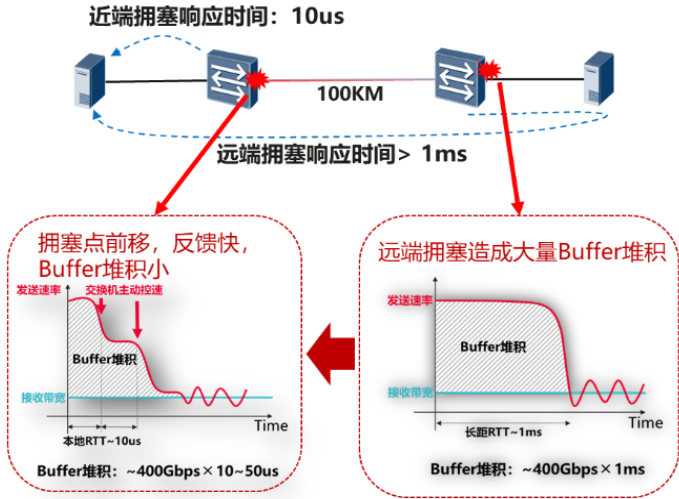 近端拥塞响应时间：10us
100KM
远端拥塞响应时间> 1ms
拥塞点前移，反馈快，
Buffer堆积小
发送速率
交换机主动控速
Buffer堆积
接收带宽
Time
本地RTT~10us
Buffer堆积：~400Gbps×10~50us
远端拥塞造成大量Buffer堆积
发送速率
Buffer堆积
接收带宽
Time
长距RTT~1ms
Buffer堆积：~400Gbps×1ms